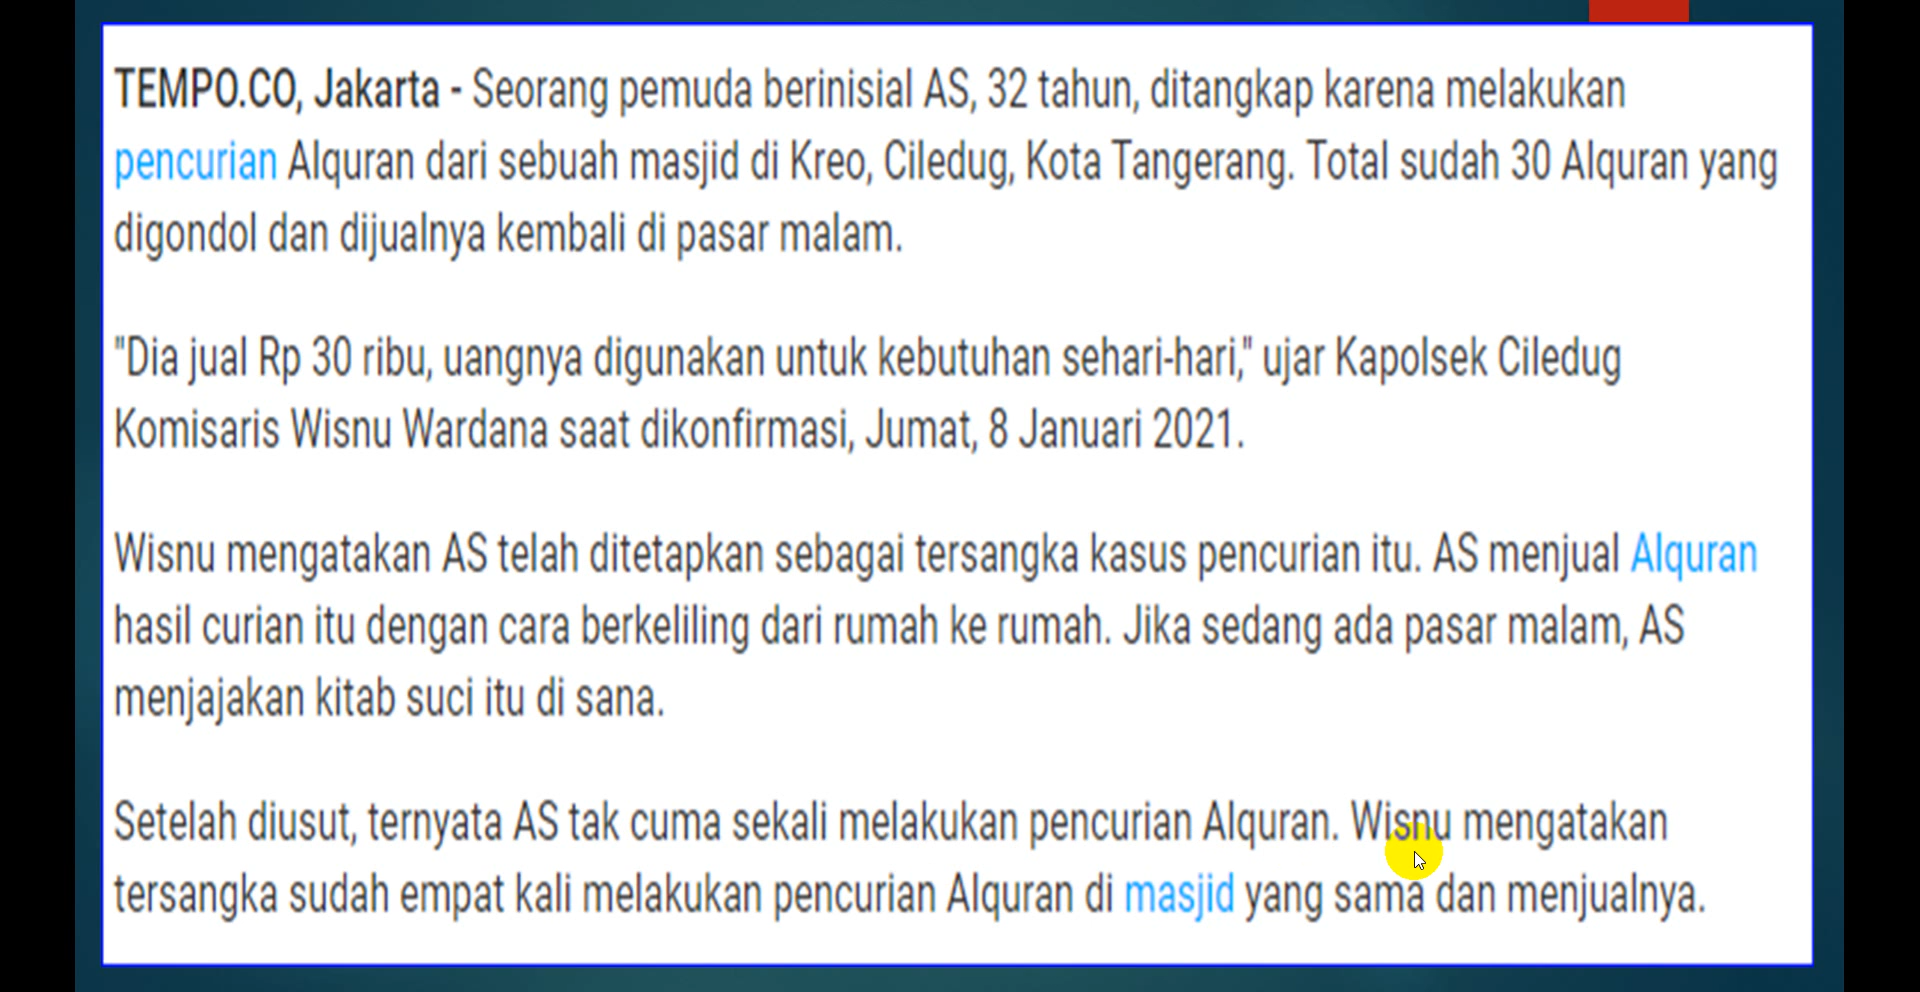 TEMPO.CO, Jakarta - Seorang pemuda berinisial AS, 32 tahun, ditangkap karena melakukan
pencurian Alquran dari sebuah masjid di Kreo, Ciledug, Kota Tangerang. Total sudah 30 Alquran yang
digondol dan dijualnya kembali di pasar malam.
"Dia jual Rp 30 ribu, uangnya digunakan untuk kebutuhan sehari-hari," ujar Kapolsek Ciledug
Komisaris Wisnu Wardana saat dikonfirmasi, Jumat, 8 Januari 2021.
Wisnu mengatakan AS telah ditetapkan sebagai tersangka kasus pencurian itu. AS menjual Alquran
hasil curian itu dengan cara berkeliling dari rumah ke rumah. Jika sedang ada pasar malam, AS
menjajakan kitab suci itu di sana.
Setelah diusut, ternyata AS tak cuma sekali melakukan pencurian Alquran. Wisnu mengatakan
tersangka sudah empat kali melakukan pencurian Alquran di masjid yang sama dan menjualnya.